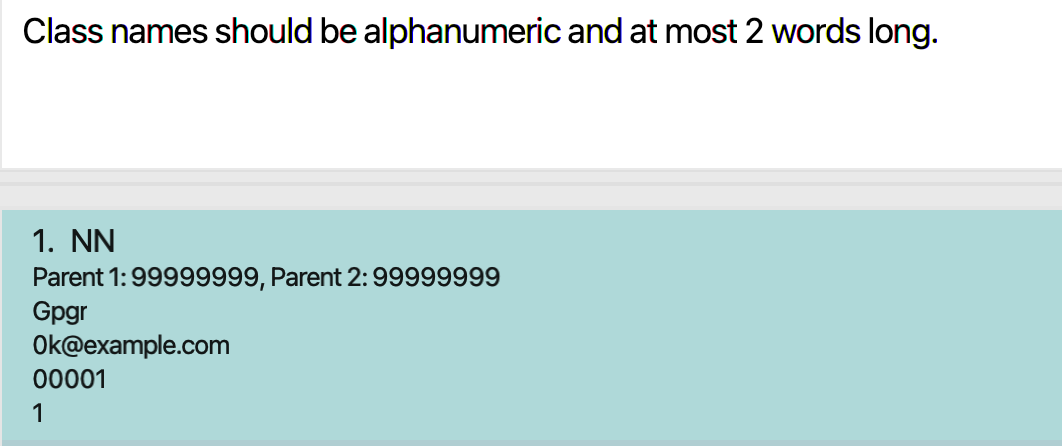 Class names should be alphanumeric and at most 2 words long.
1. NN
Parent 1: 99999999, Parent 2: 99999999
Gpgr
0k@example.com
00001
1